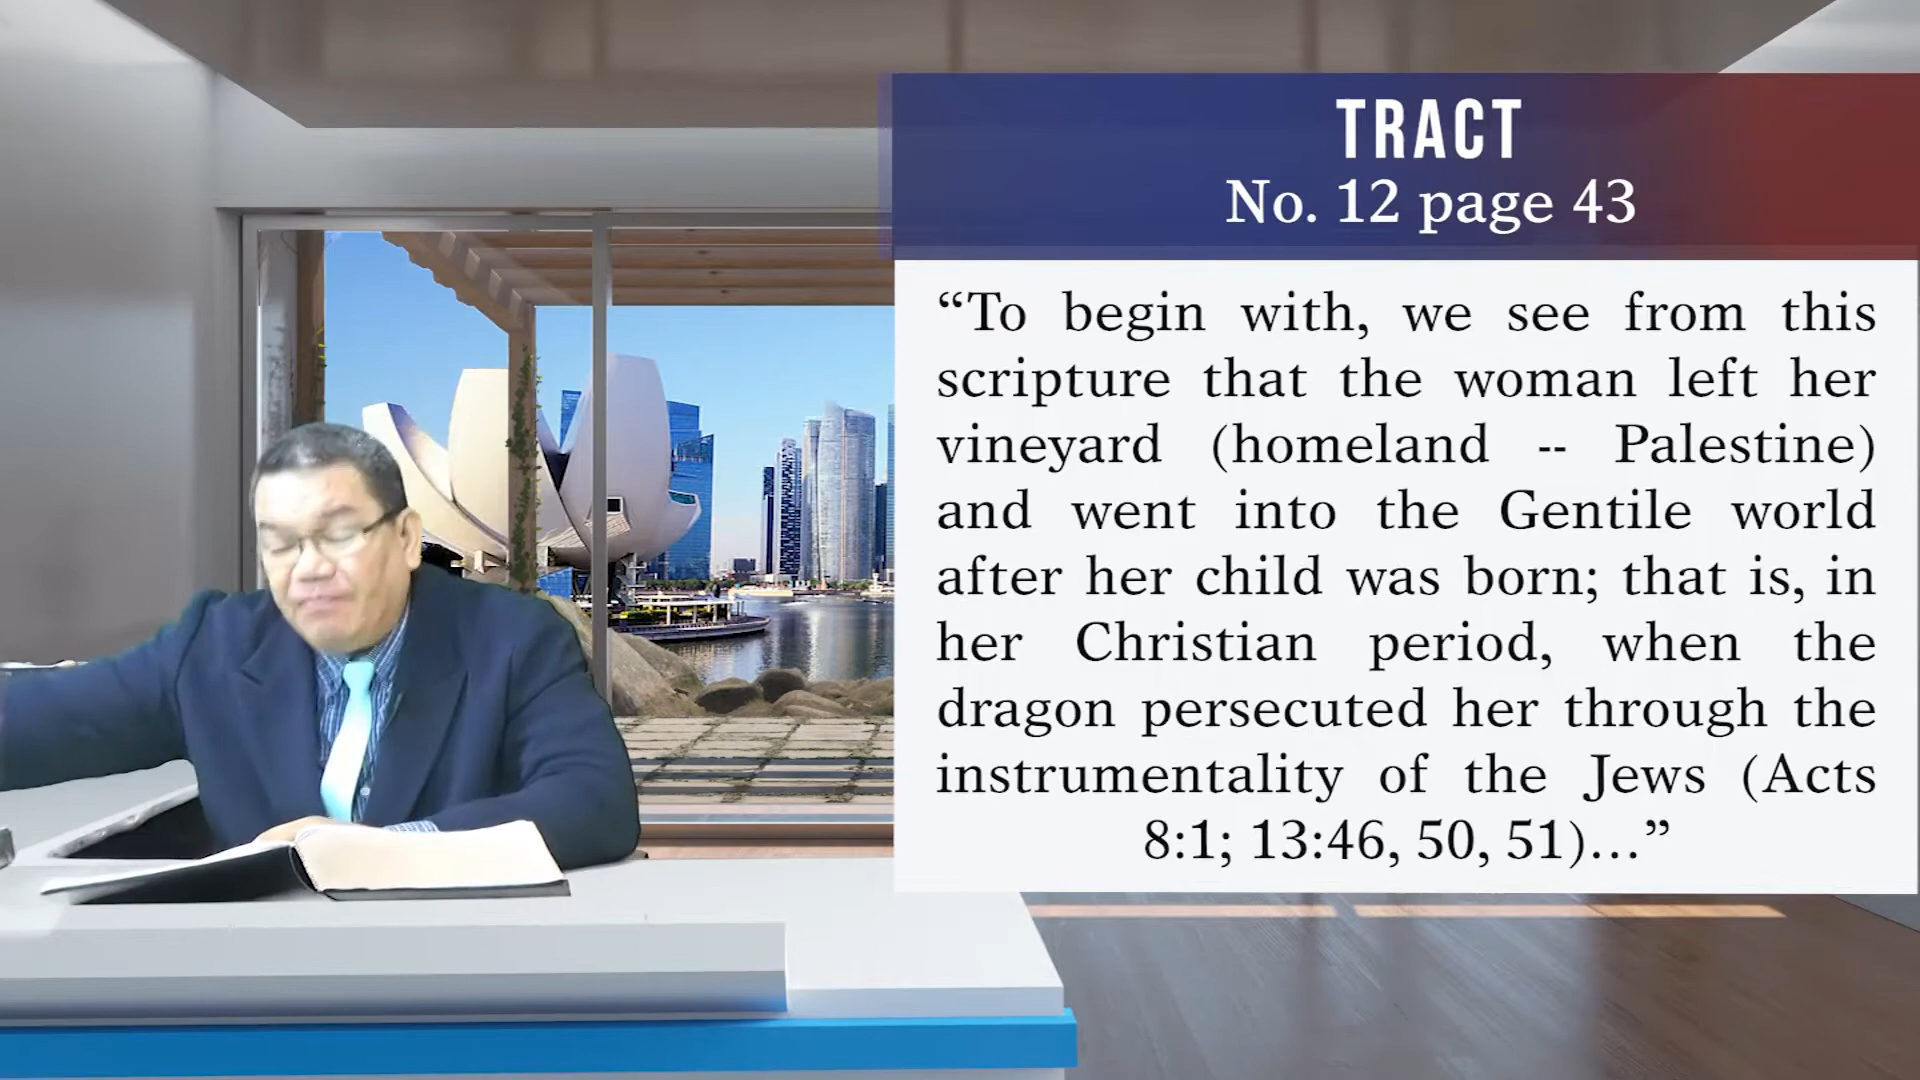 TRACT
No. 12 page 43
“To begin with, we see from this
scripture that the woman left her
vineyard (homeland -- Palestine)
and went into the Gentile world
after her child was born; that is, in
her Christian period, when the
dragon persecuted her through the
instrumentality of the Jews (Acts
8:1; 13:46, 50, 51)…”